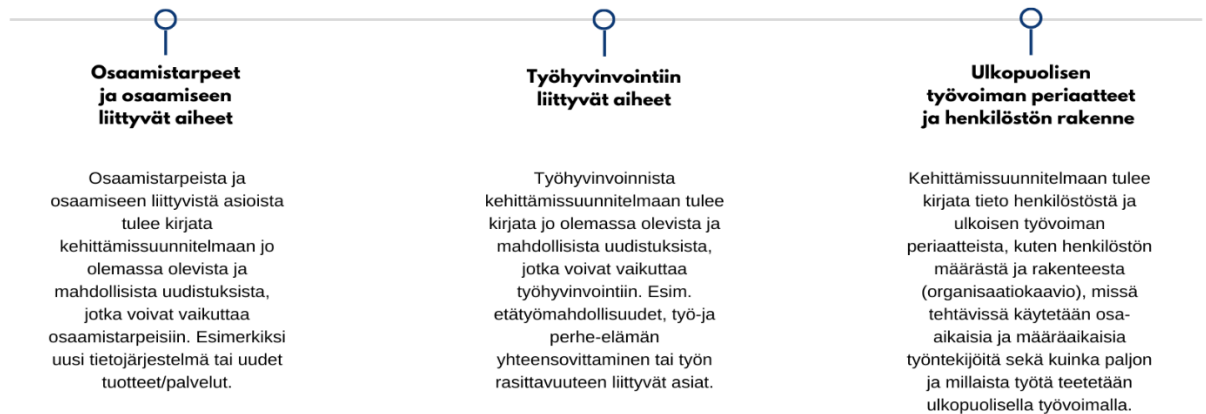 Osaamistarpeet
ja osaamiseen
liittyvät aiheet
Osaamistarpeista ja
osaamiseen liittyvistä asioista
tulee kirjata
kehittämissuunnitelmaan jo
olemassa olevista ja
mahdollisista uudistuksista,
jotka voivat vaikuttaa
osaamistarpeisiin. Esimerkiksi
uusi tietojärjestelmä tai uudet
tuotteet/palvelut.
Työhyvinvointiin
liittyvät aiheet
Työhyvinvoinnista
kehittämissuunnitelmaan tulee
kirjata jo olemassa olevista ja
mahdollisista uudistuksista,
jotka voivat vaikuttaa
työhyvinvointiin. Esim.
etätyömahdollisuudet, työ-ja
perhe-elämän
yhteensovittaminen tai työn
rasittavuuteen liittyvät asiat.
Ulkopuolisen
työvoiman periaatteet
ja henkilöstön rakenne
Kehittämissuunnitelmaan tulee
kirjata tieto henkilöstöstä ja
ulkoisen työvoiman
periaatteista, kuten henkilöstön
määrästä ja rakenteesta
(organisaatiokaavio), missä
tehtävissä käytetään osa-
aikaisia ja määräaikaisia
työntekijöitä sekä kuinka paljon
ja millaista työtä teetetään
ulkopuolisella työvoimalla.